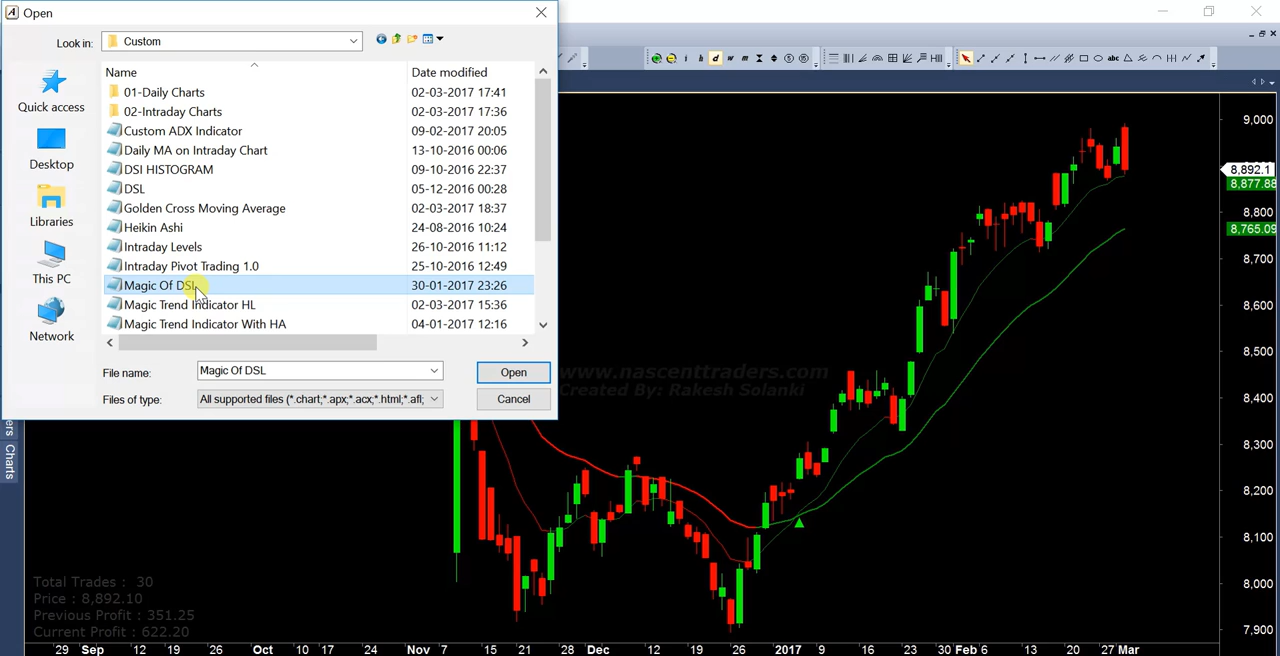 Open
Look in:
Custom
Quick access
Desktop
Libraries
This PC
Network
Name
Date modified
01-Daily Charts
02-03-2017 17:41
02-Intraday Charts
02-03-2017 17:36
Custom ADX Indicator
09-02-2017 20:05
Daily MA on Intraday Chart
13-10-2016 00:06
DSI HISTOGRAM
09-10-2016 22:37
DSL
05-12-2016 00:28
Golden Cross Moving Average
02-03-2017 18:37
Heikin Ashi
24-08-2016 10:24
Intraday Levels
26-10-2016 11:12
Intraday Pivot Trading 1.0
25-10-2016 12:49
Magic Of DSL
30-01-2017 23:26
Magic Trend Indicator HL
02-03-2017 15:36
Magic Trend Indicator With HA
04-01-2017 12:16
File name:
Magic Of DSL
Open
Files of type:
All supported files (*.chart;*.apx;*.acx;*.html;*.afl;
Cancel
i h d w m
abc
9,000
8,892.1
8,877.88
8,800
8,765.09
8,700
8,600
8,500
8,400
8,300
8,200
8,100
8,000
7,900
www.nascenttraders.com
Created By: Rakesh Solanki
Charts
Total Trades : 30
Price : 8,892.10
Previous Profit : 351.25
Current Profit : 622.20
29 Sep 12 19 26 Oct 10 17 24 Nov 7 15 21 28 Dec 12 19 26 2017 9 16 23 30 Feb 6 13 20 27 Mar